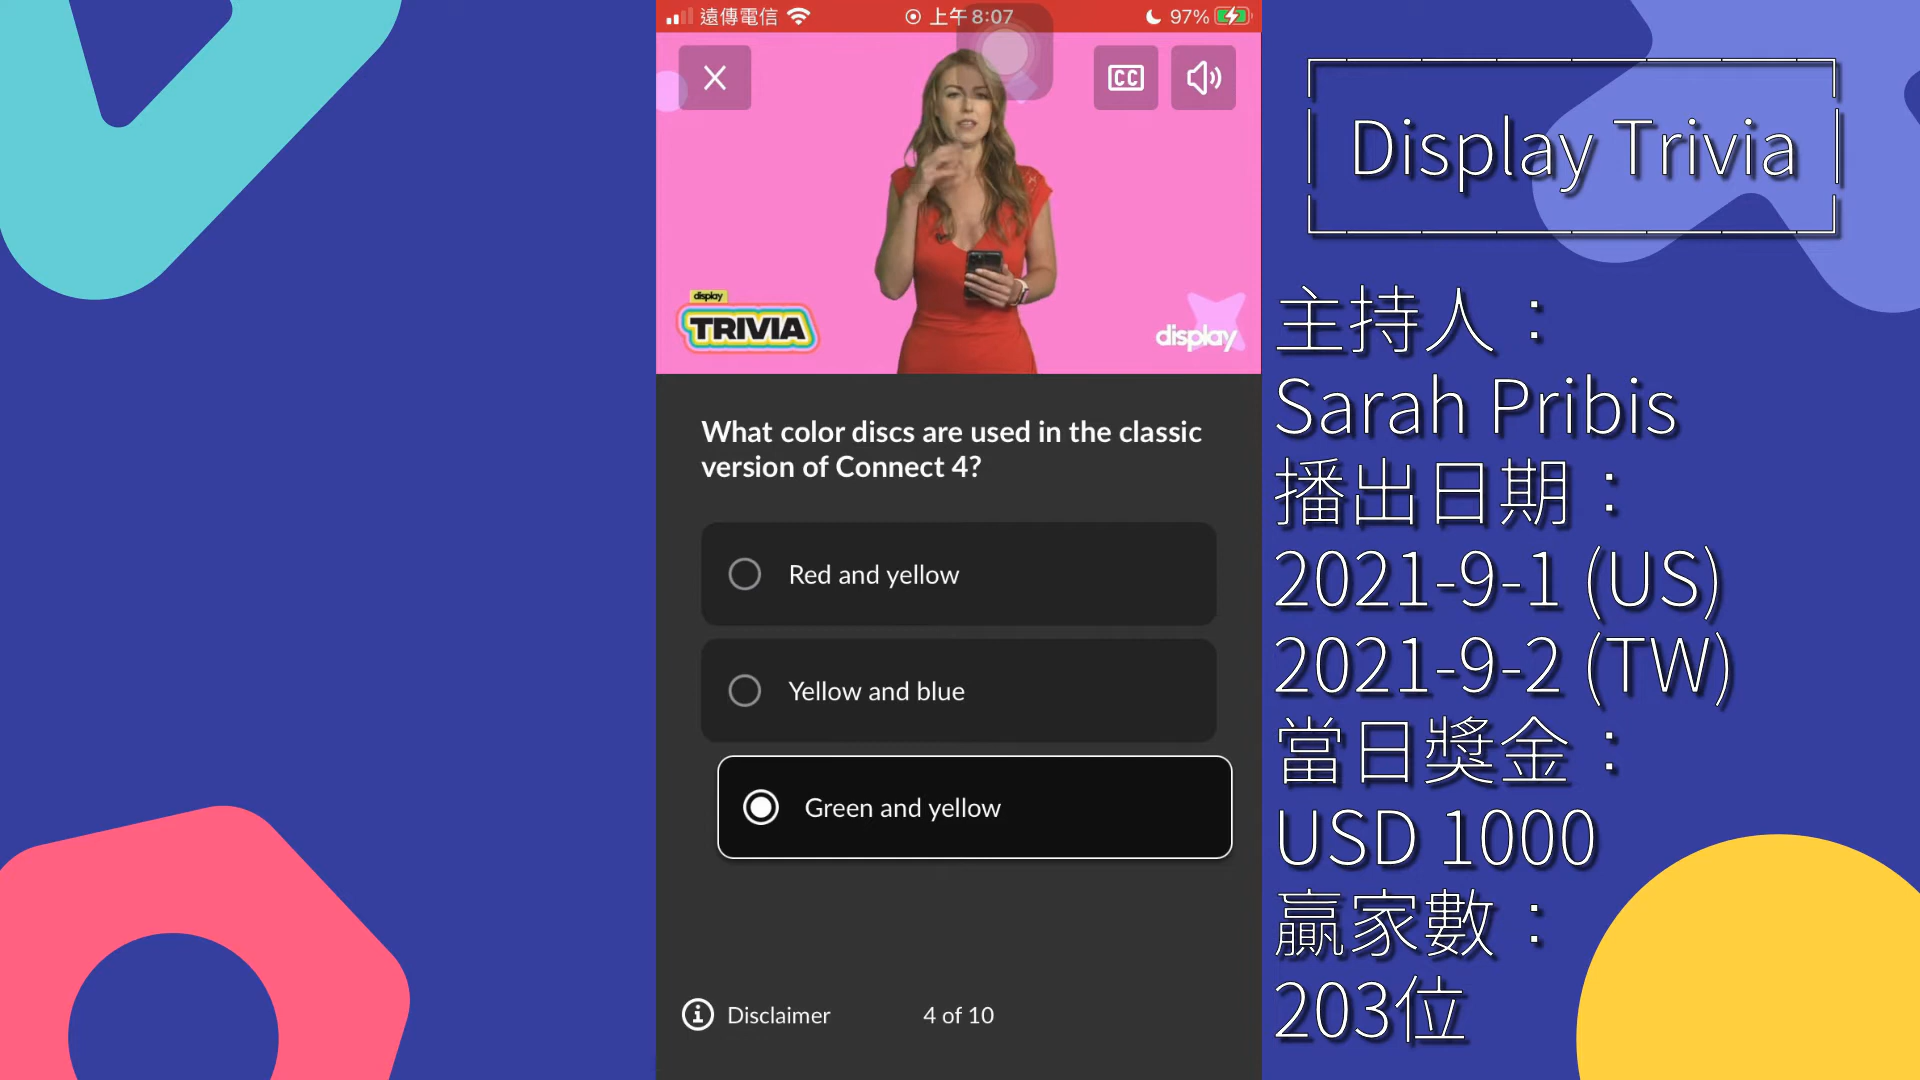 遠傳電信
上午8:07
97%
CC
display
TRIVIA
display
What color discs are used in the classic
version of Connect 4?
Red and yellow
Yellow and blue
Green and yellow
Disclaimer
4 of 10
Display Trivia
主持人：
Sarah Pribis
播出日期：
2021-9-1 (US)
2021-9-2 (TW)
當日獎金：
USD 1000
贏家數：
203位